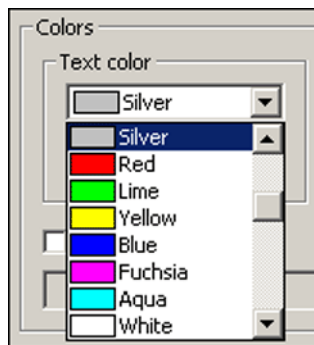 Colors
Text color
Silver
Silver
Red
Lime
Yellow
Blue
Fuchsia
Aqua
White